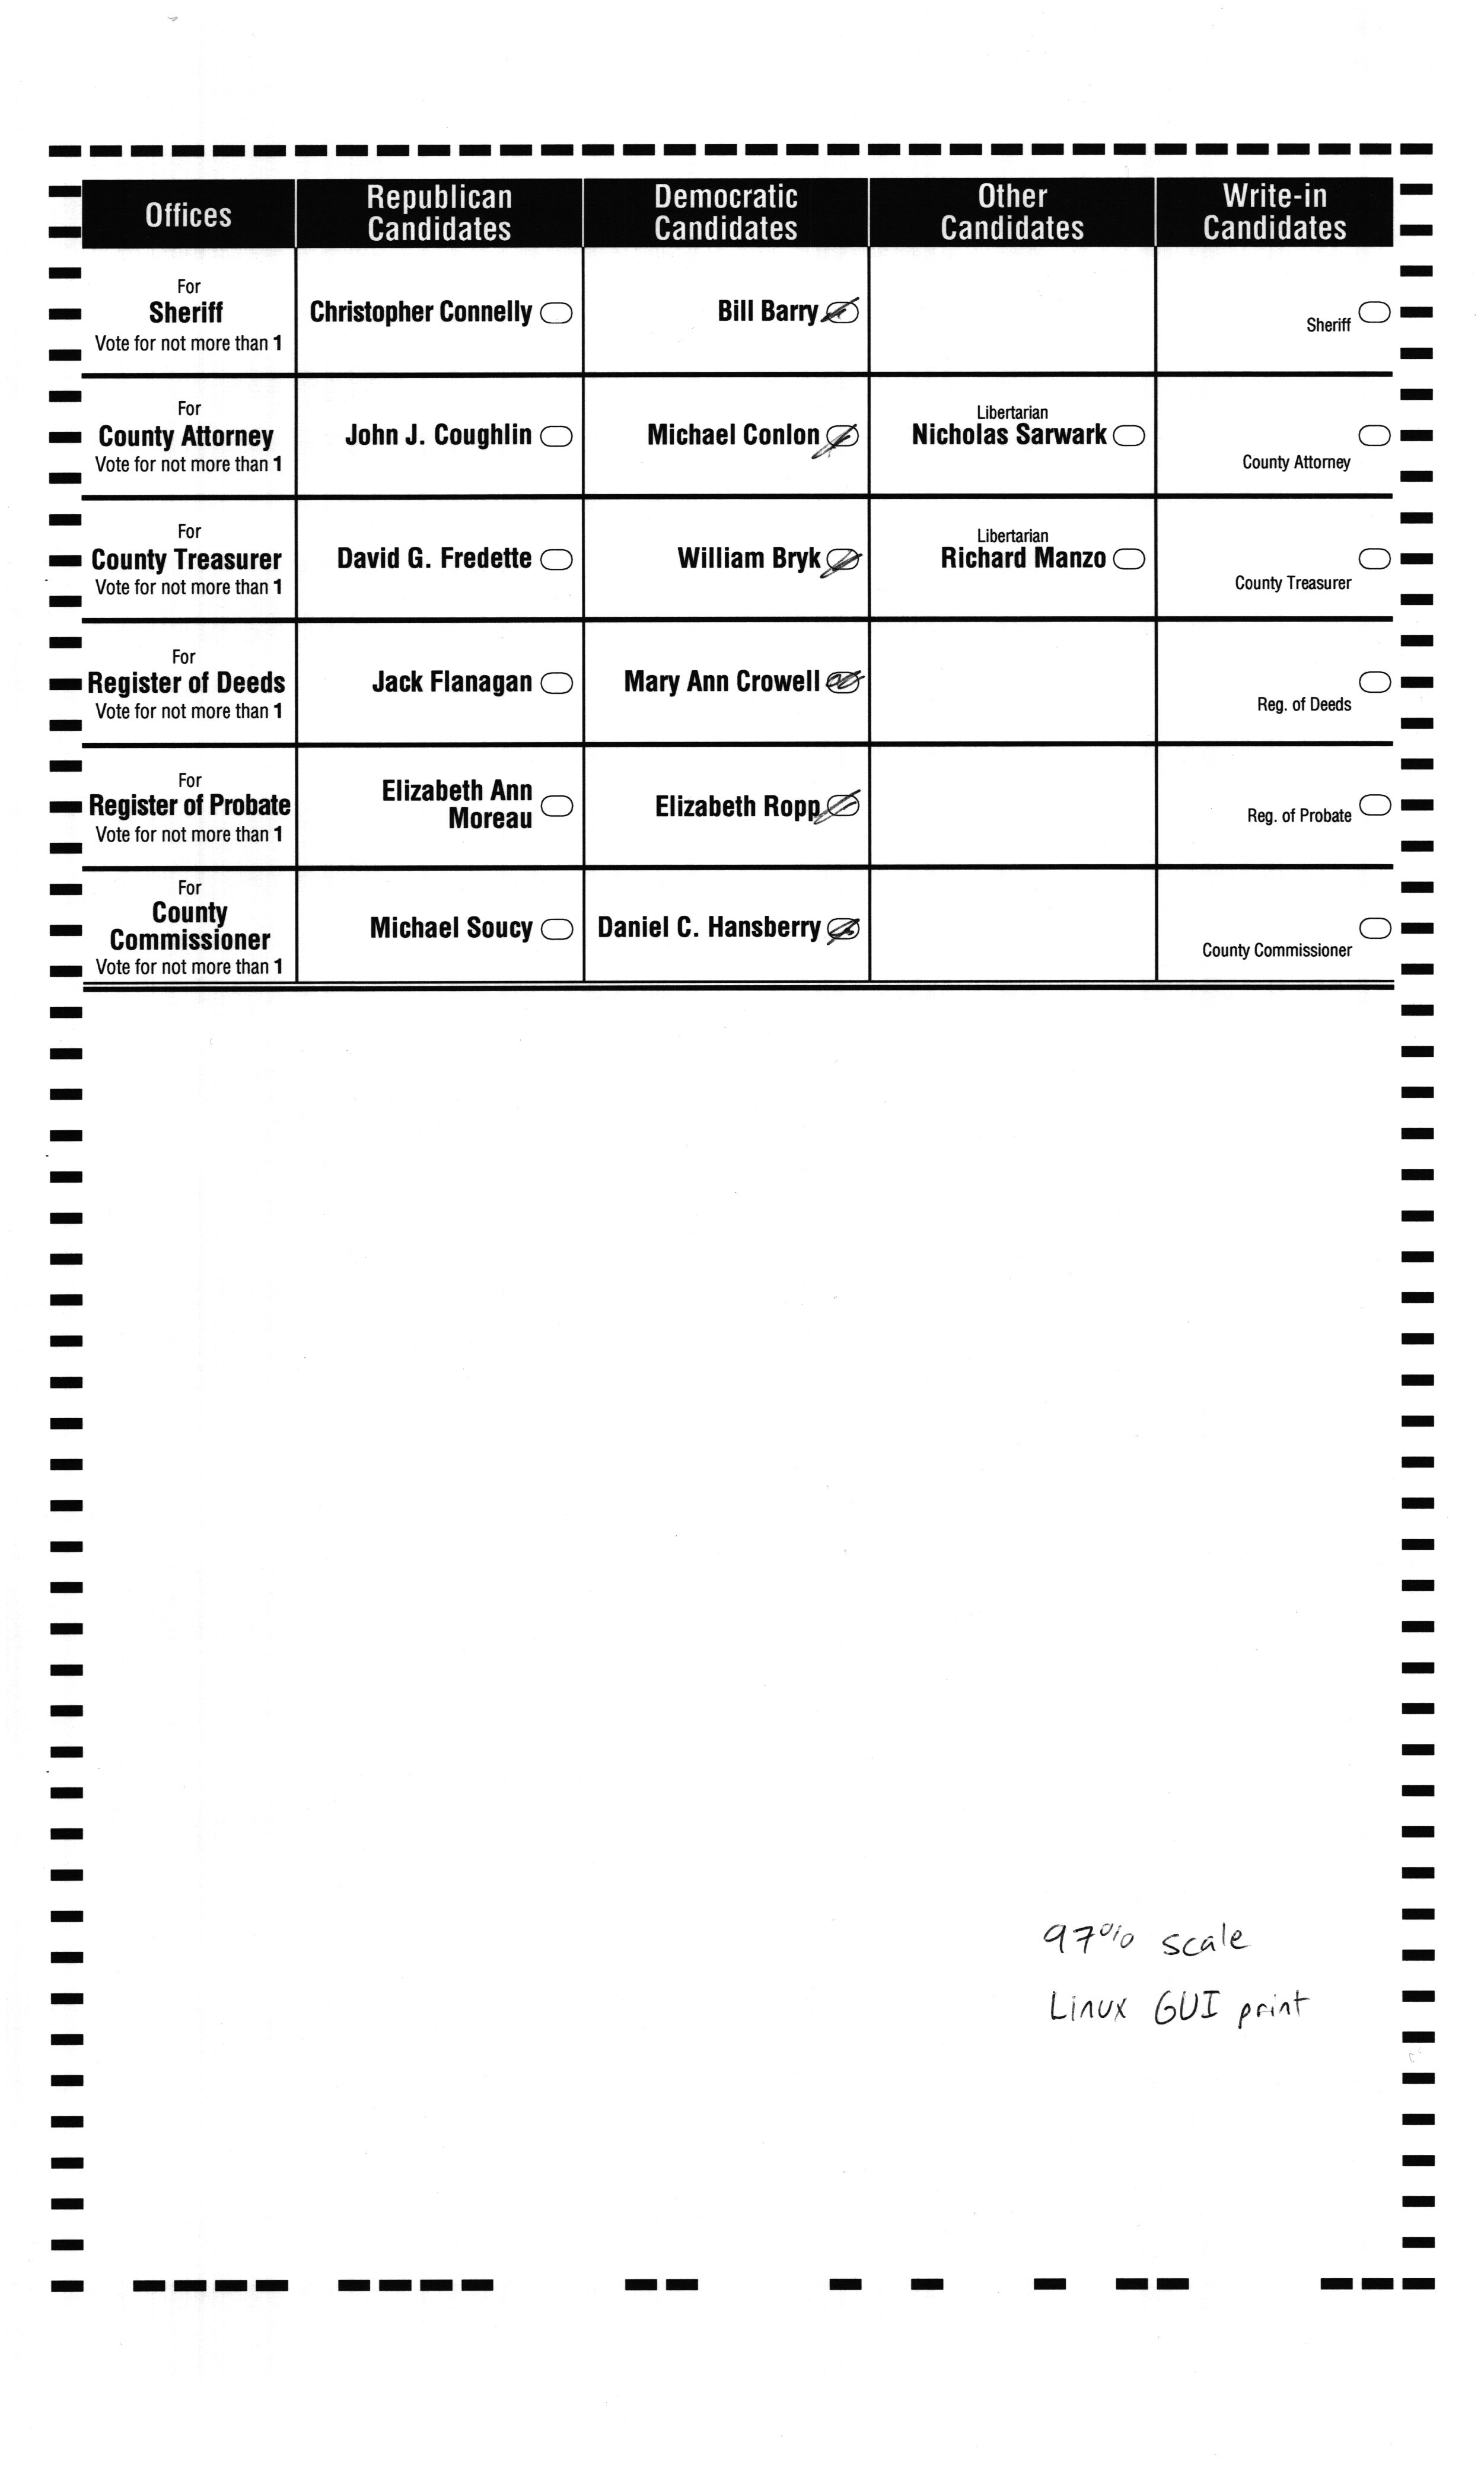 Offices
Republican
Candidates
Democratic
Candidates
Other
Candidates
Write-in
Candidates
For
Sheriff
Vote for not more than 1
Christopher Connelly
Bill Barry
Sheriff
For
County Attorney
Vote for not more than 1
John J. Coughlin
Michael Conlon
Libertarian
Nicholas Sarwark
County Attorney
For
County Treasurer
Vote for not more than 1
David G. Fredette
William Bryk
Libertarian
Richard Manzo
County Treasurer
For
Register of Deeds
Vote for not more than 1
Jack Flanagan
Mary Ann Crowell
Reg. of Deeds
For
Register of Probate
Vote for not more than 1
Elizabeth Ann
Moreau
Elizabeth Ropp
Reg. of Probate
For
County
Commissioner
Vote for not more than 1
Michael Soucy
Daniel C. Hansberry
County Commissioner
97% scale
Linux GUI print